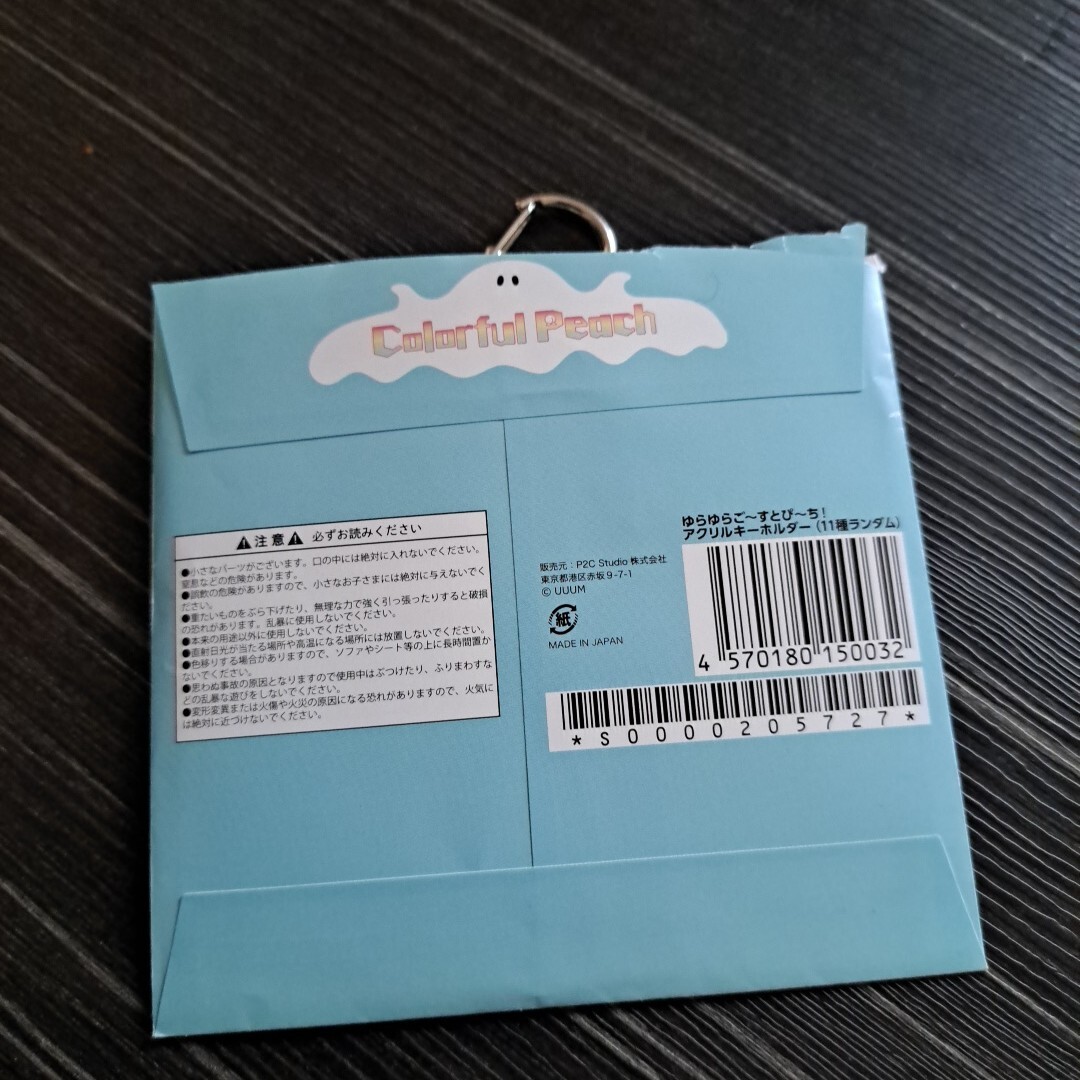 Colorful Peach
注意 必ずお読みください
●小さなパーツがございます。口の中には絶対に入れないでください。
窒息などの危険があります。
●誤飲の危険がありますので、小さなお子さまには絶対に与えないでく
ださい。
●重たいものをぶら下げたり、無理な力で強く引っ張ったりすると破損
の恐れがあります。乱暴に使用しないでください。
●本来の用途以外に使用しないでください。
●直射日光が当たる場所や高温になる場所には放置しないでください。
●色移りする場合がありますので、ソファやシート等の上に長時間置か
ないでください。
●思わぬ事故の原因となりますので使用中はぶつけたり、ふりまわすな
どの乱暴な遊びをしないでください。
●変形変異または火傷や火災の原因になる恐れがありますので、火気に
は絶対に近づけないでください。
販売元：P2C Studio 株式会社
東京都港区赤坂9-7-1
© UUUM
紙
MADE IN JAPAN
ゆらゆらご～すとぴ～ち！
アクリルキーホルダー（11種ランダム）
4 570180 150032
*S0000205727*